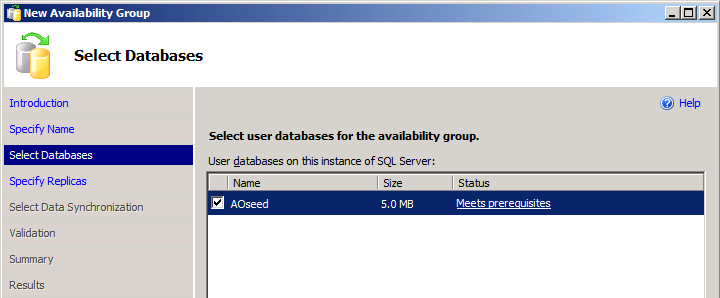 New Availability Group
Select Databases
Introduction
Specify Name
Select Databases
Specify Replicas
Select Data Synchronization
Validation
Summary
Results
Help
Select user databases for the availability group.
User databases on this instance of SQL Server:
Name Size Status
AOseed 5.0 MB Meets prerequisites